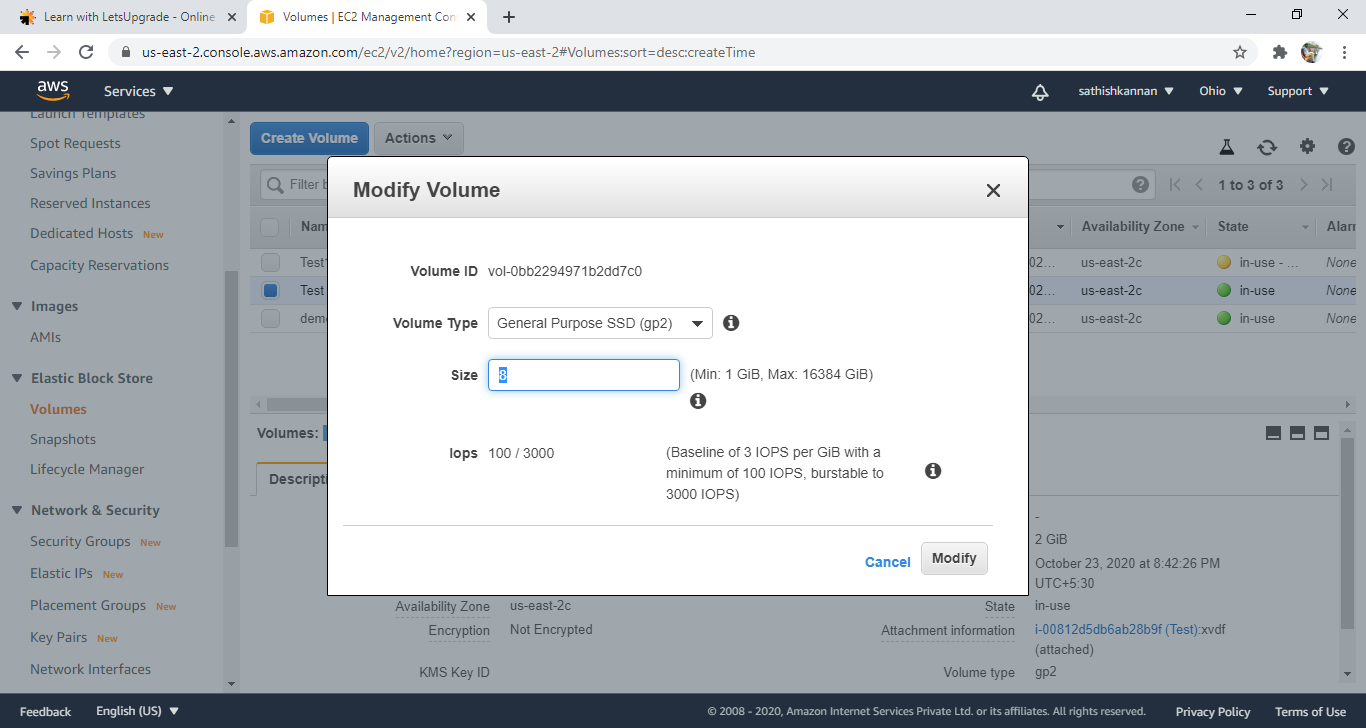 Learn with LetsUpgrade - Online
Volumes | EC2 Management Con
us-east-2.console.aws.amazon.com/ec2/v2/home?region=us-east-2#Volumes:sort=desc:createTime
aws
Services
sathishkannan
Ohio
Support
Launch Templates
Spot Requests
Savings Plans
Reserved Instances
Dedicated Hosts New
Capacity Reservations
Images
AMIs
Elastic Block Store
Volumes
Snapshots
Lifecycle Manager
Network & Security
Security Groups New
Elastic IPs New
Placement Groups New
Key Pairs New
Network Interfaces
Create Volume
Actions
Filter b
1 to 3 of 3
Nam
Availability Zone
State
Alarr
Test1
02...
us-east-2c
in-use - ...
None
Test
02...
us-east-2c
in-use
None
demo
02...
us-east-2c
in-use
None
Modify Volume
Volume ID vol-0bb2294971b2dd7c0
Volume Type General Purpose SSD (gp2)
Size 8 (Min: 1 GiB, Max: 16384 GiB)
Iops 100 / 3000 (Baseline of 3 IOPS per GiB with a
minimum of 100 IOPS, burstable to
3000 IOPS)
Cancel
Modify
Volumes:
Descripti
-
2 GiB
October 23, 2020 at 8:42:26 PM
UTC+5:30
Availability Zone us-east-2c
State in-use
Encryption Not Encrypted
Attachment information i-00812d5db6ab28b9f (Test):xvdf
(attached)
KMS Key ID
Volume type gp2
Feedback
English (US)
© 2008 - 2020, Amazon Internet Services Private Ltd. or its affiliates. All rights reserved.
Privacy Policy
Terms of Use